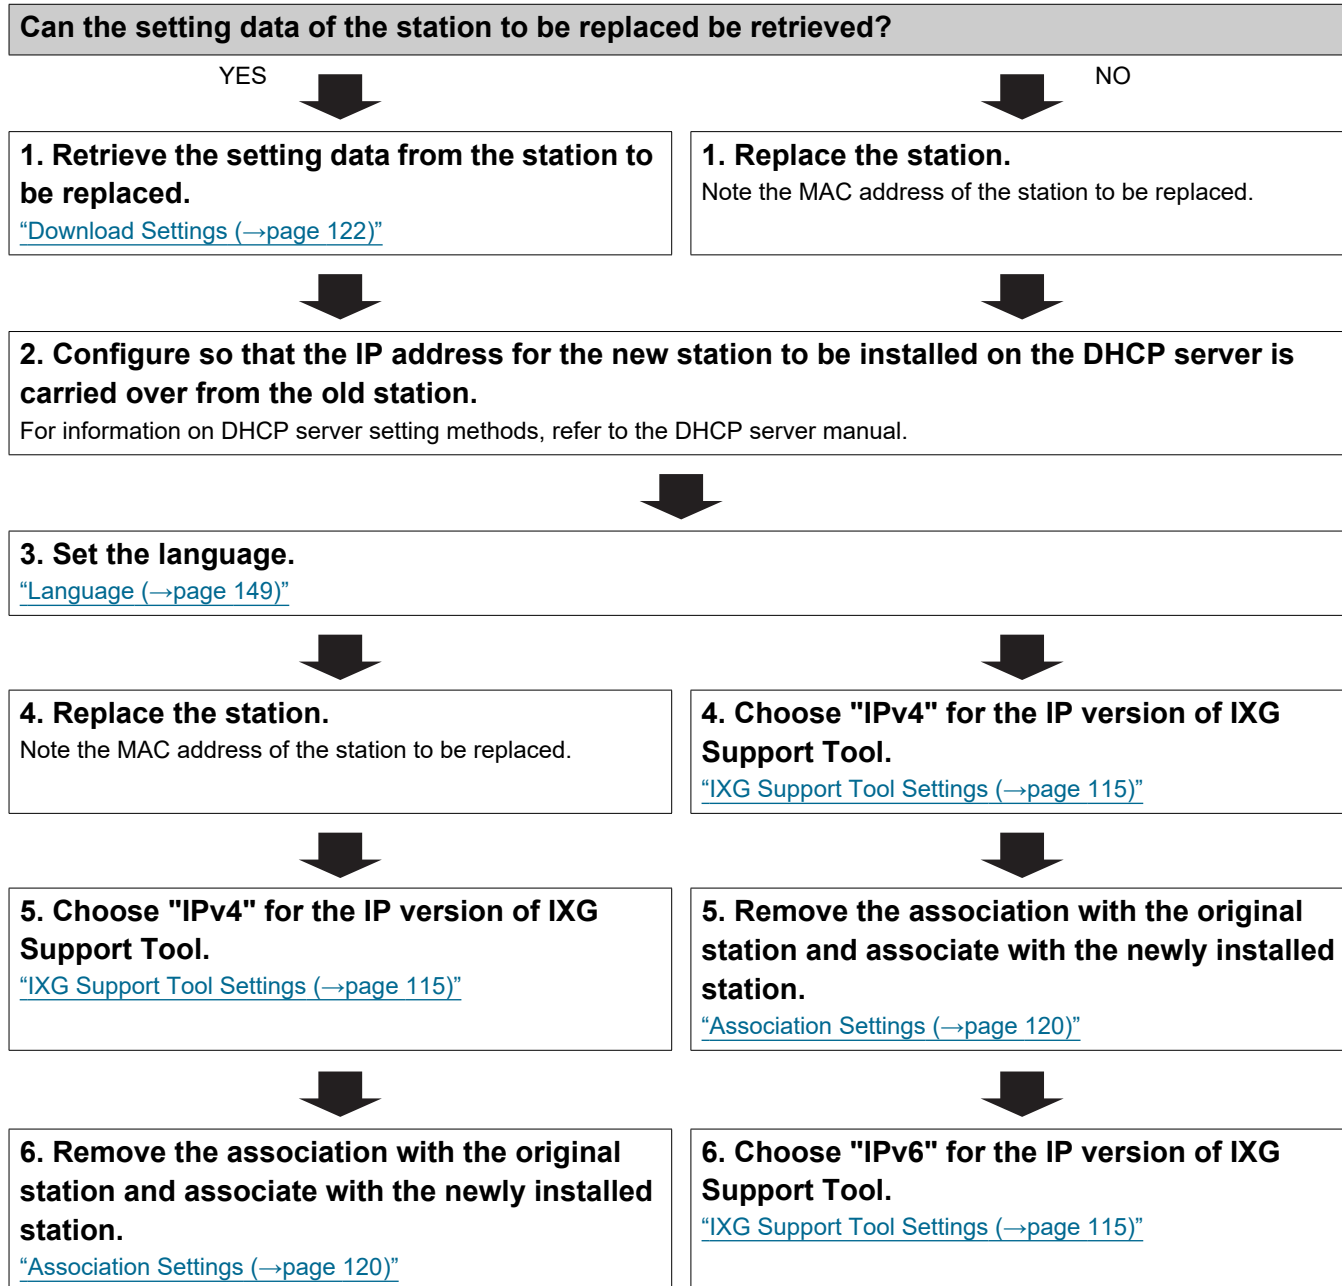 Can the setting data of the station to be replaced be retrieved?
YES
NO
1. Retrieve the setting data from the station to
be replaced.
“Download Settings (→page 122)”
1. Replace the station.
Note the MAC address of the station to be replaced.
2. Configure so that the IP address for the new station to be installed on the DHCP server is
carried over from the old station.
For information on DHCP server setting methods, refer to the DHCP server manual.
3. Set the language.
“Language (→page 149)”
4. Replace the station.
Note the MAC address of the station to be replaced.
4. Choose "IPv4" for the IP version of IXG
Support Tool.
“IXG Support Tool Settings (→page 115)”
5. Choose "IPv4" for the IP version of IXG
Support Tool.
“IXG Support Tool Settings (→page 115)”
5. Remove the association with the original
station and associate with the newly installed
station.
“Association Settings (→page 120)”
6. Remove the association with the original
station and associate with the newly installed
station.
“Association Settings (→page 120)”
6. Choose "IPv6" for the IP version of IXG
Support Tool.
“IXG Support Tool Settings (→page 115)”